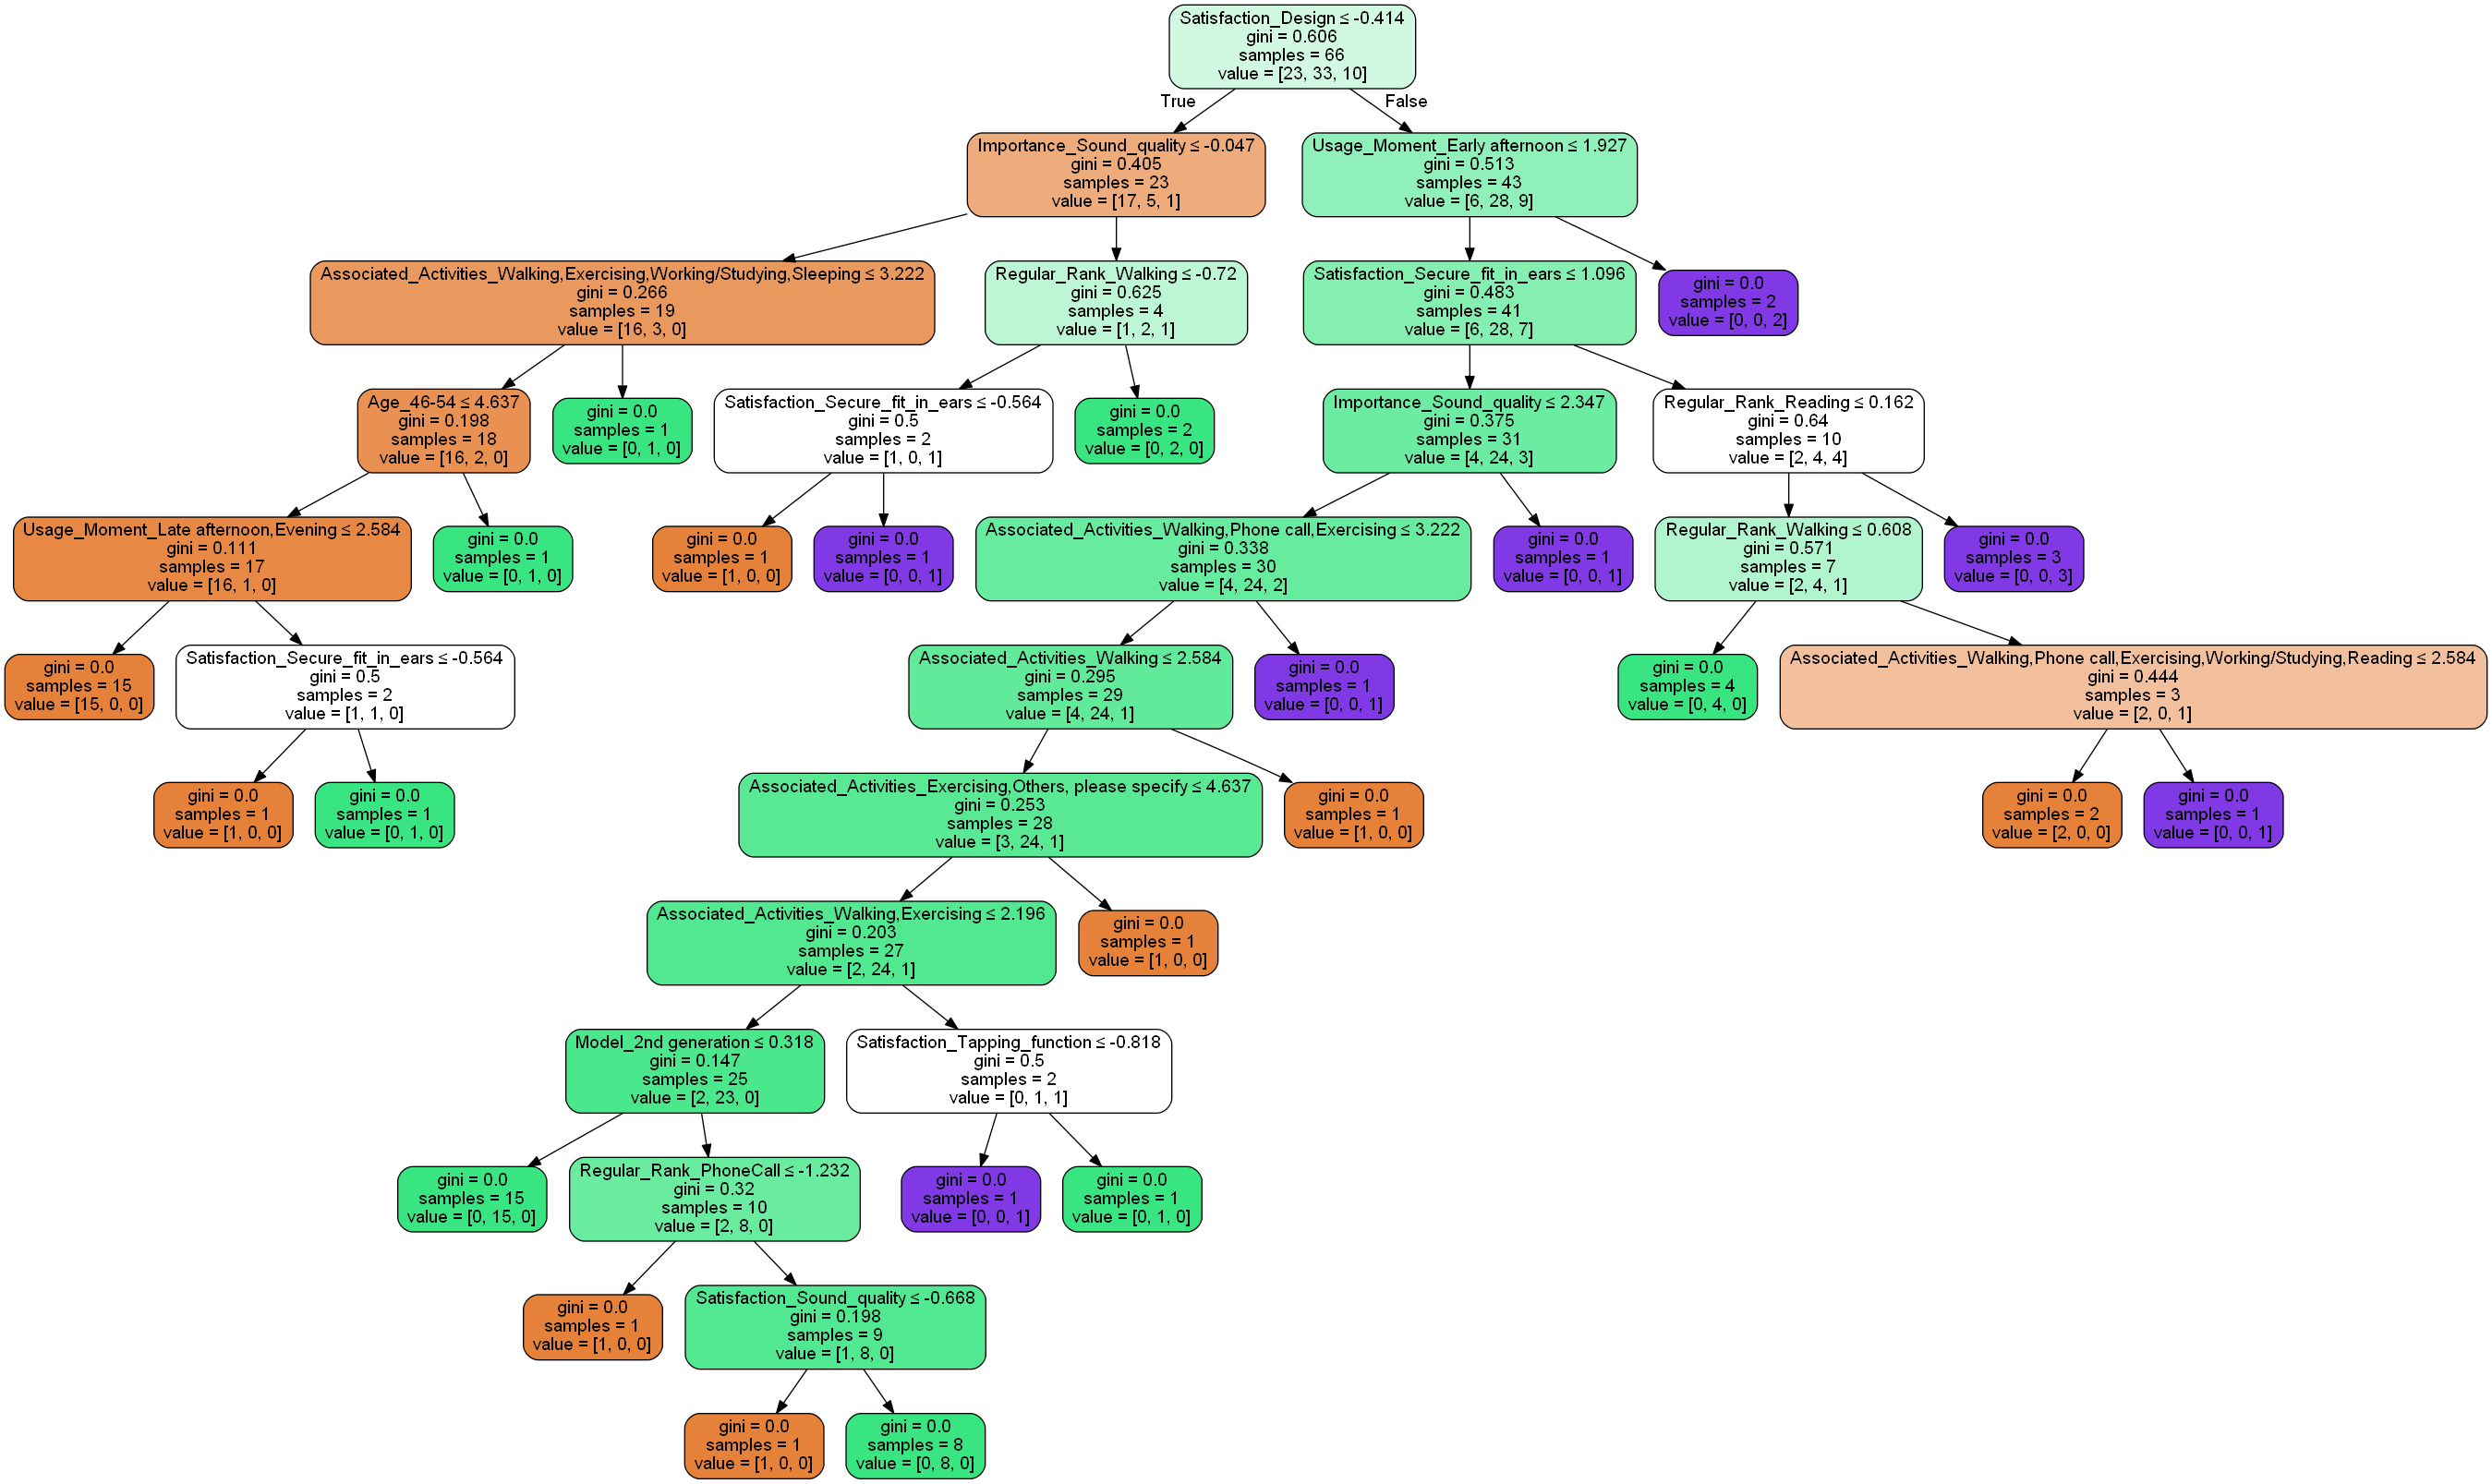 Satisfaction_Design ≤ -0.414
gini = 0.606
samples = 66
value = [23, 33, 10]
True
False
Importance_Sound_quality ≤ -0.047
gini = 0.405
samples = 23
value = [17, 5, 1]
Usage_Moment_Early afternoon ≤ 1.927
gini = 0.513
samples = 43
value = [6, 28, 9]
Associated_Activities_Walking,Exercising,Working/Studying,Sleeping ≤ 3.222
gini = 0.266
samples = 19
value = [16, 3, 0]
Regular_Rank_Walking ≤ -0.72
gini = 0.625
samples = 4
value = [1, 2, 1]
Satisfaction_Secure_fit_in_ears ≤ 1.096
gini = 0.483
samples = 41
value = [6, 28, 7]
gini = 0.0
samples = 2
value = [0, 0, 2]
Age_46-54 ≤ 4.637
gini = 0.198
samples = 18
value = [16, 2, 0]
gini = 0.0
samples = 1
value = [0, 1, 0]
Satisfaction_Secure_fit_in_ears ≤ -0.564
gini = 0.5
samples = 2
value = [1, 0, 1]
gini = 0.0
samples = 2
value = [0, 2, 0]
Importance_Sound_quality ≤ 2.347
gini = 0.375
samples = 31
value = [4, 24, 3]
Regular_Rank_Reading ≤ 0.162
gini = 0.64
samples = 10
value = [2, 4, 4]
Usage_Moment_Late afternoon,Evening ≤ 2.584
gini = 0.111
samples = 17
value = [16, 1, 0]
gini = 0.0
samples = 1
value = [0, 1, 0]
gini = 0.0
samples = 1
value = [1, 0, 0]
gini = 0.0
samples = 1
value = [0, 0, 1]
Associated_Activities_Walking,Phone call,Exercising ≤ 3.222
gini = 0.338
samples = 30
value = [4, 24, 2]
gini = 0.0
samples = 1
value = [0, 0, 1]
Regular_Rank_Walking ≤ 0.608
gini = 0.571
samples = 7
value = [2, 4, 1]
gini = 0.0
samples = 3
value = [0, 0, 3]
gini = 0.0
samples = 15
value = [15, 0, 0]
Satisfaction_Secure_fit_in_ears ≤ -0.564
gini = 0.5
samples = 2
value = [1, 1, 0]
Associated_Activities_Walking ≤ 2.584
gini = 0.295
samples = 29
value = [4, 24, 1]
gini = 0.0
samples = 1
value = [0, 0, 1]
gini = 0.0
samples = 4
value = [0, 4, 0]
Associated_Activities_Walking,Phone call,Exercising,Working/Studying,Reading ≤ 2.584
gini = 0.444
samples = 3
value = [2, 0, 1]
gini = 0.0
samples = 1
value = [1, 0, 0]
gini = 0.0
samples = 1
value = [0, 1, 0]
Associated_Activities_Exercising,Others, please specify ≤ 4.637
gini = 0.253
samples = 28
value = [3, 24, 1]
gini = 0.0
samples = 1
value = [1, 0, 0]
gini = 0.0
samples = 2
value = [2, 0, 0]
gini = 0.0
samples = 1
value = [0, 0, 1]
Associated_Activities_Walking,Exercising ≤ 2.196
gini = 0.203
samples = 27
value = [2, 24, 1]
gini = 0.0
samples = 1
value = [1, 0, 0]
Model_2nd generation ≤ 0.318
gini = 0.147
samples = 25
value = [2, 23, 0]
Satisfaction_Tapping_function ≤ -0.818
gini = 0.5
samples = 2
value = [0, 1, 1]
gini = 0.0
samples = 15
value = [0, 15, 0]
Regular_Rank_PhoneCall ≤ -1.232
gini = 0.32
samples = 10
value = [2, 8, 0]
gini = 0.0
samples = 1
value = [0, 0, 1]
gini = 0.0
samples = 1
value = [0, 1, 0]
gini = 0.0
samples = 1
value = [1, 0, 0]
Satisfaction_Sound_quality ≤ -0.668
gini = 0.198
samples = 9
value = [1, 8, 0]
gini = 0.0
samples = 1
value = [1, 0, 0]
gini = 0.0
samples = 8
value = [0, 8, 0]